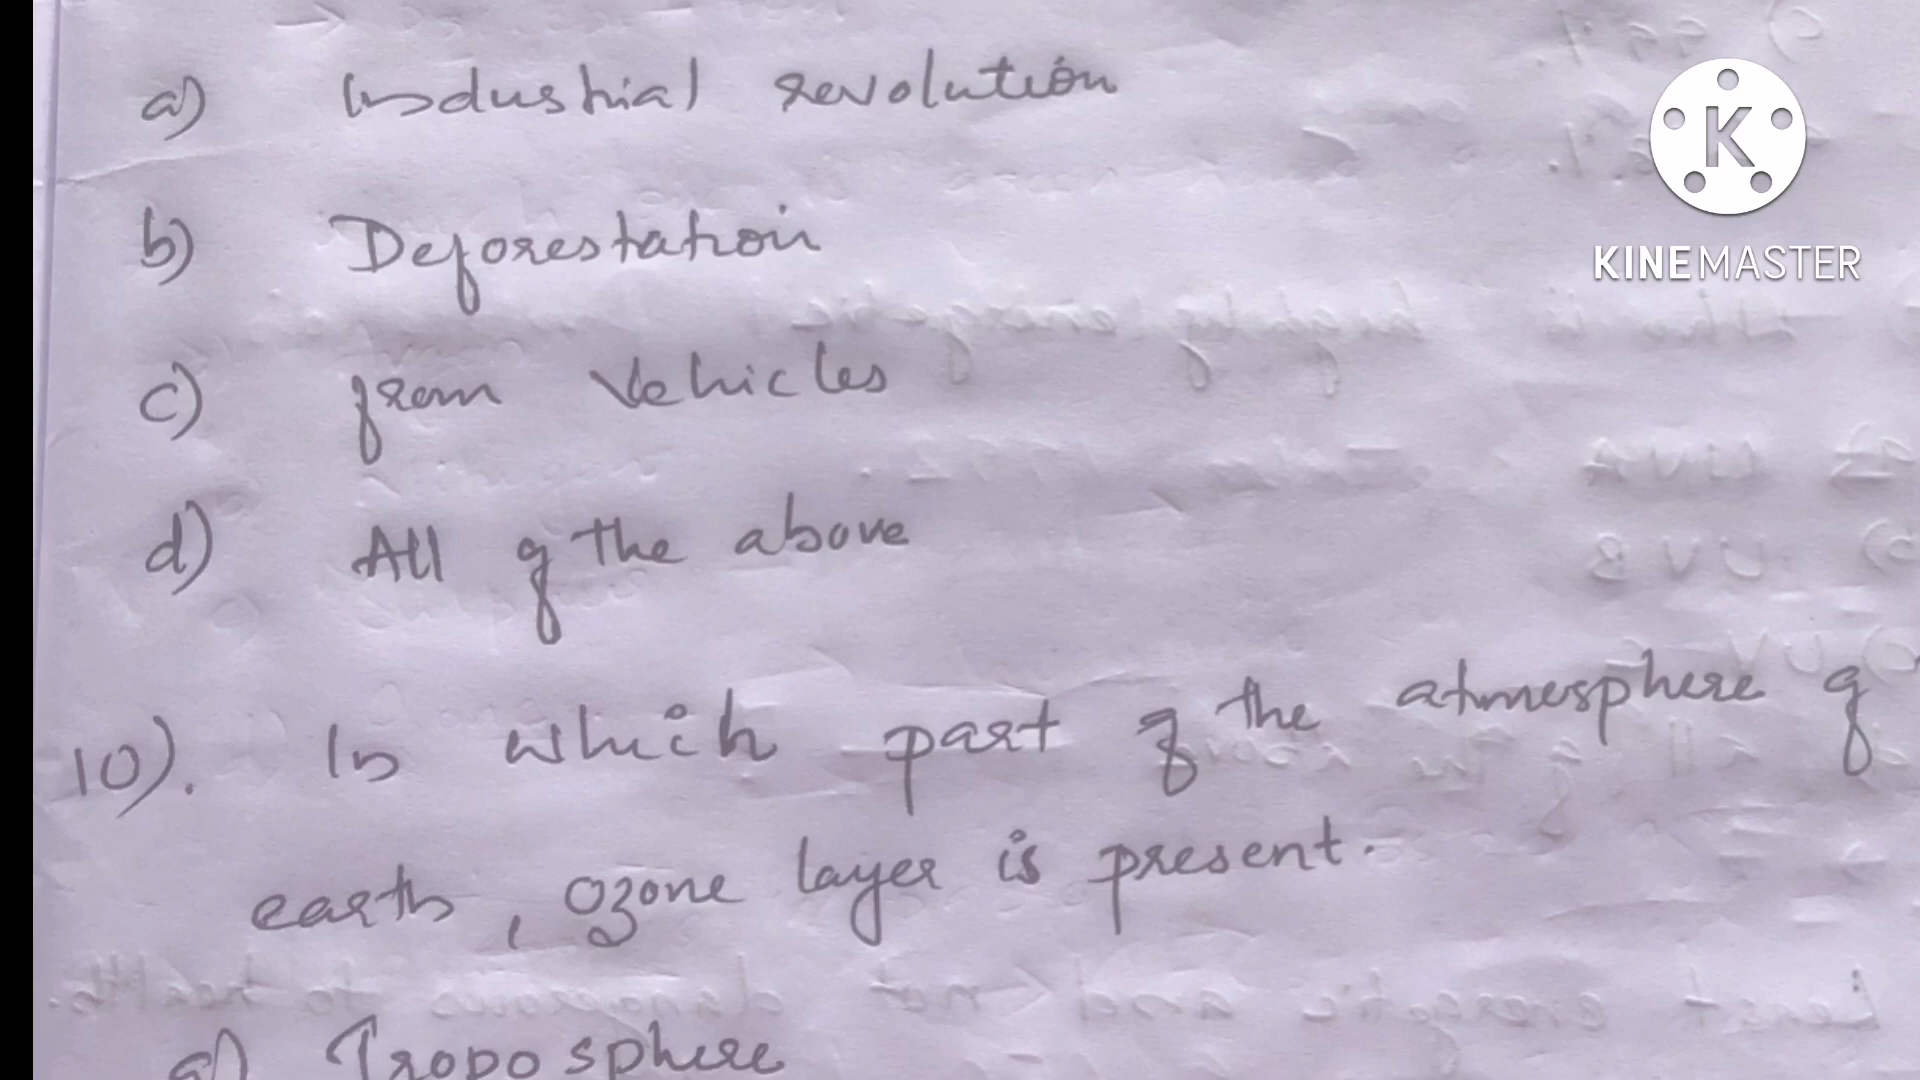 a) Industrial revolution
b) Deforestation
c) from Vehicles
d) All of the above
10). In which part of the atmosphere of
earth, ozone layer is present.
a) Troposphere
K
KINEMASTER